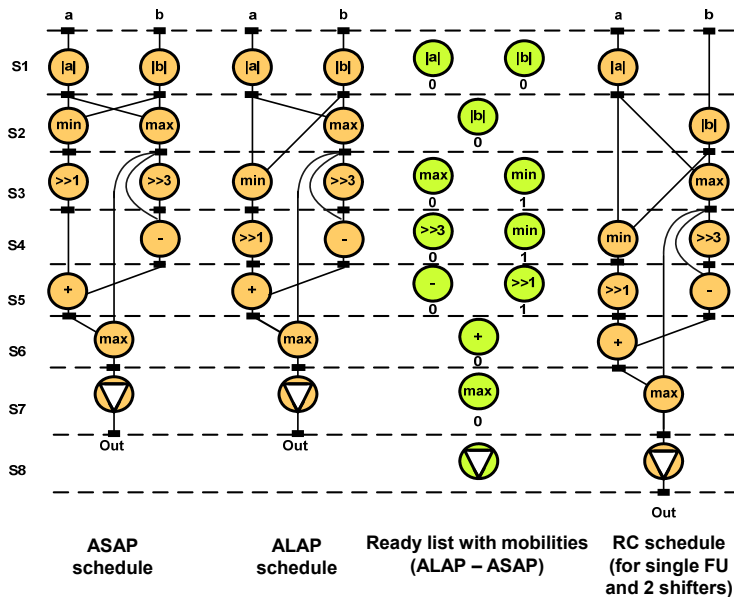 a b a b a b
S1 |a| |b| |a| |b| |a| |b| |a|
0 0
S2 min max max |b| |b|
0
S3 >>1 >>3 min >>3 max min max
0 1
S4 - >>1 - >>3 min min >>3
0 1
S5 + + - >>1 >>1 -
0 1
S6 max max + +
0
S7 max max
0
Out Out
S8
Out
ASAP schedule
ALAP schedule
Ready list with mobilities
(ALAP – ASAP)
RC schedule
(for single FU
and 2 shifters)